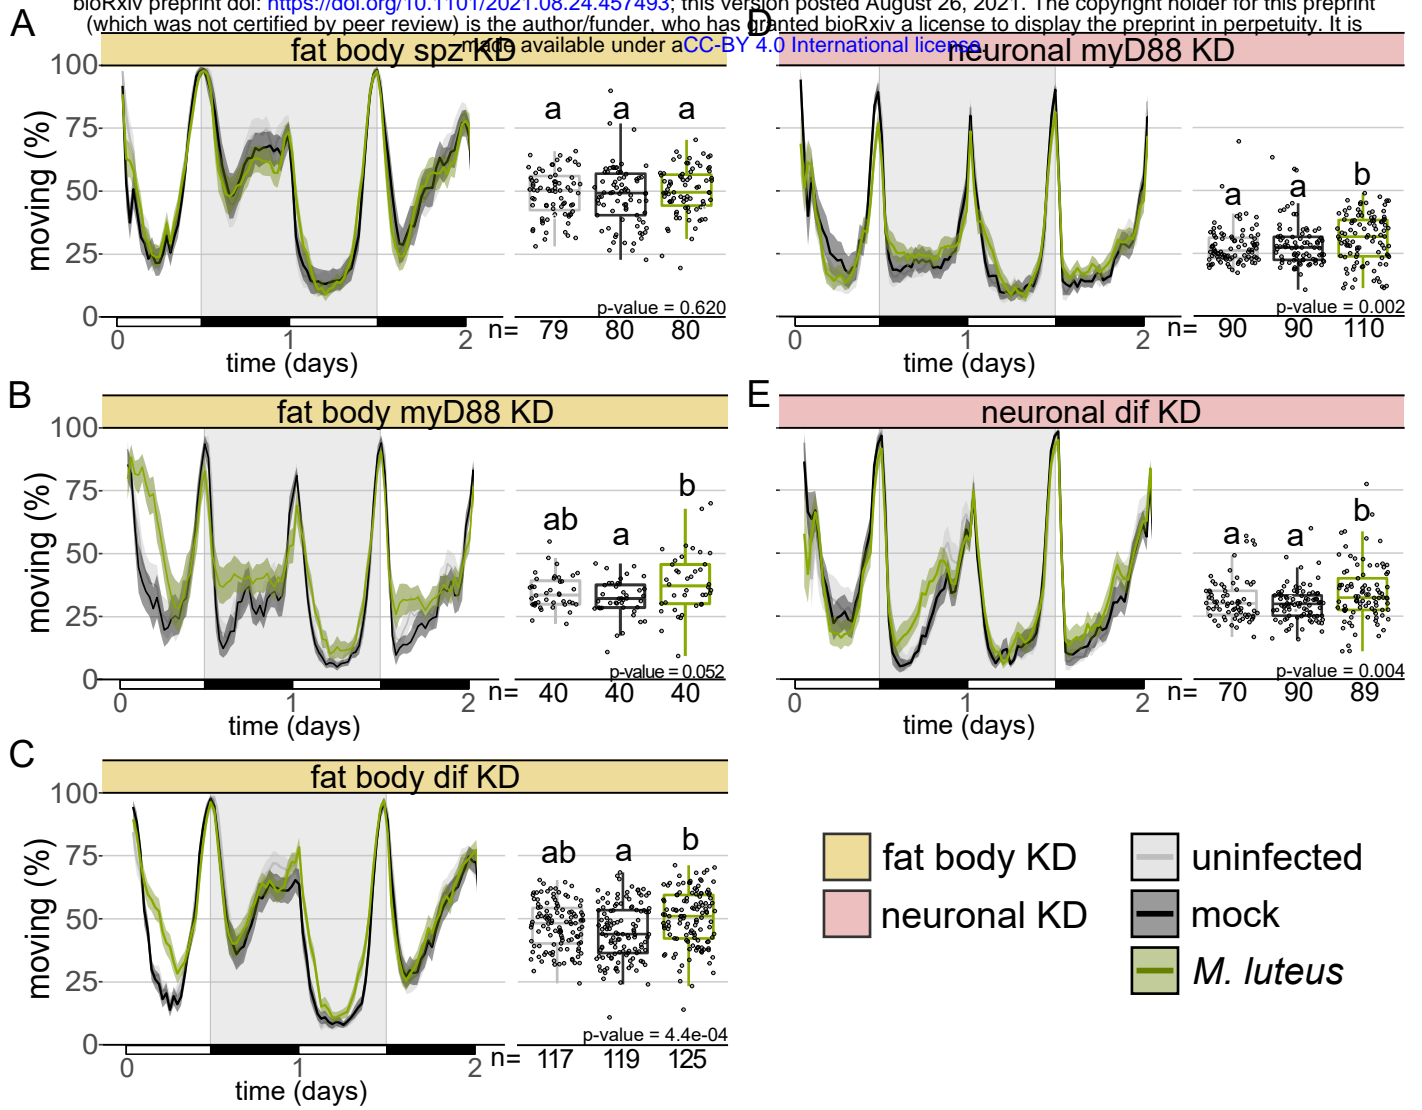 bioRxiv preprint doi: https://doi.org/10.1101/2021.08.24.457493; this version posted August 26, 2021. The copyright holder for this preprint
(which was not certified by peer review) is the author/funder, who has granted bioRxiv a license to display the preprint in perpetuity. It is
made available under aCC-BY 4.0 International license.
A
fat body spz KD
moving (%)
100
75
50
25
0
a a a
p-value = 0.620
n= 79 80 80
0 1 2
time (days)
B
fat body myD88 KD
moving (%)
100
75
50
25
0
ab a b
p-value = 0.052
n= 40 40 40
0 1 2
time (days)
C
fat body dif KD
moving (%)
100
75
50
25
0
ab a b
p-value = 4.4e-04
n= 117 119 125
0 1 2
time (days)
D
neuronal myD88 KD
a a b
p-value = 0.002
n= 90 90 110
0 1 2
time (days)
E
neuronal dif KD
a a b
p-value = 0.004
n= 70 90 89
0 1 2
time (days)
fat body KD
neuronal KD
uninfected
mock
M. luteus